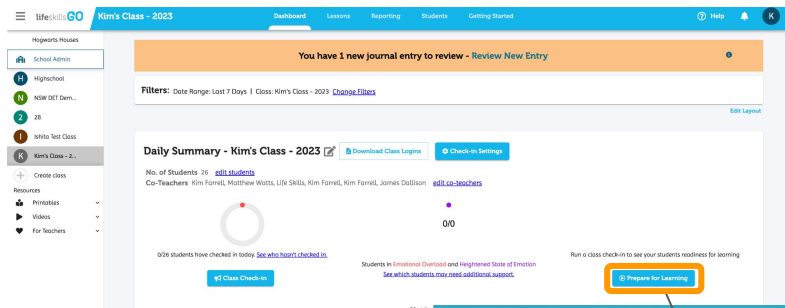 lifeskillsGO
Kim's Class - 2023
Dashboard
Lessons
Reporting
Students
Getting Started
Help
K
Hogworts Houses
School Admin
H Highschool
N NSW DET Dem...
2 2B
I Ishita Test Class
K Kim's Class - 2...
+ Create class
Resources
Printables
Videos
For Teachers
You have 1 new journal entry to review - Review New Entry
Filters: Date Range: Last 7 Days | Class: Kim's Class - 2023 Change Filters
Edit Layout
Daily Summary - Kim's Class - 2023
Download Class Logins
Check-in Settings
No. of Students 26 edit students
Co-Teachers Kim Farrell, Matthew Watts, Life Skills, Kim Farrell, Kim Farrell, James Dallison edit co-teachers
0/26 students have checked in today. See who hasn't checked in.
Class Check-in
0/0
Students in Emotional Overload and Heightened State of Emotion
See which students may need additional support.
Run a class check-in to see your students readiness for learning
Prepare for Learning